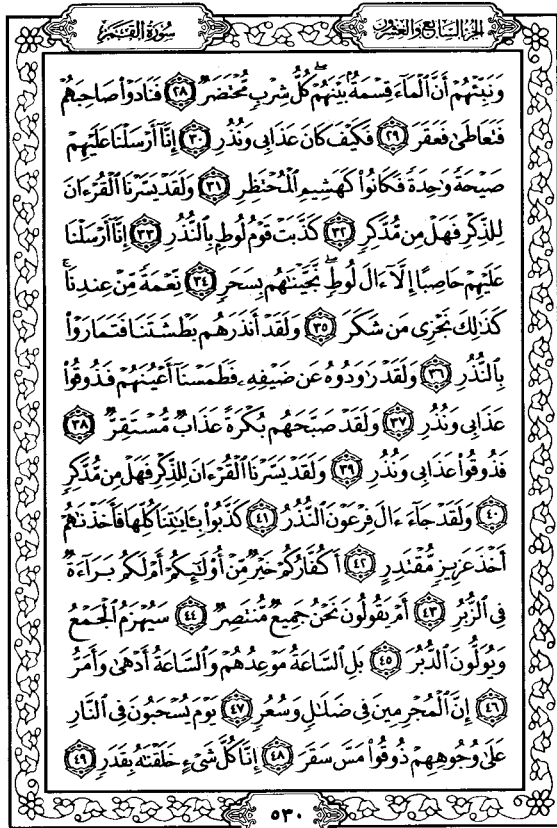 الجزء السابع والعشرون
سورة القمر
وَنَبِّئْهُمْ أَنَّ ٱلْمَآءَ قِسْمَةٌۢ بَيْنَهُمْ ۖ كُلُّ شِرْبٍ مُّحْتَضَرٌ ٢٨ فَنَادَوْا۟ صَاحِبَهُمْ
فَتَعَاطَىٰ فَعَقَرَ ٢٩ فَكَيْفَ كَانَ عَذَابِى وَنُذُرِ ٣٠ إِنَّآ أَرْسَلْنَا عَلَيْهِمْ
صَيْحَةً وَٰحِدَةً فَكَانُوا۟ كَهَشِيمِ ٱلْمُحْتَظِرِ ٣١ وَلَقَدْ يَسَّرْنَا ٱلْقُرْءَانَ
لِلذِّكْرِ فَهَلْ مِن مُّدَّكِرٍ ٣٢ كَذَّبَتْ قَوْمُ لُوطٍۭ بِٱلنُّذُرِ ٣٣ إِنَّآ أَرْسَلْنَا
عَلَيْهِمْ حَاصِبًا إِلَّآ ءَالَ لُوطٍ ۖ نَّجَّيْنَٰهُم بِسَحَرٍ ٣٤ نِّعْمَةً مِّنْ عِندِنَا ۚ
كَذَٰلِكَ نَجْزِى مَن شَكَرَ ٣٥ وَلَقَدْ أَنذَرَهُم بَطْشَتَنَا فَتَمَارَوْا۟
بِٱلنُّذُرِ ٣٦ وَلَقَدْ رَٰوَدُوهُ عَن ضَيْفِهِۦ فَطَمَسْنَآ أَعْيُنَهُمْ فَذُوقُوا۟
عَذَابِى وَنُذُرِ ٣٧ وَلَقَدْ صَبَّحَهُم بُكْرَةً عَذَابٌ مُّسْتَقِرٌّ ٣٨
فَذُوقُوا۟ عَذَابِى وَنُذُرِ ٣٩ وَلَقَدْ يَسَّرْنَا ٱلْقُرْءَانَ لِلذِّكْرِ فَهَلْ مِن مُّدَّكِرٍ
٤٠ وَلَقَدْ جَآءَ ءَالَ فِرْعَوْنَ ٱلنُّذُرُ ٤١ كَذَّبُوا۟ بِـَٔايَٰتِنَا كُلِّهَا فَأَخَذْنَٰهُمْ
أَخْذَ عَزِيزٍ مُّقْتَدِرٍ ٤٢ أَكُفَّارُكُمْ خَيْرٌ مِّنْ أُو۟لَٰٓئِكُمْ أَمْ لَكُم بَرَآءَةٌ
فِى ٱلزُّبُرِ ٤٣ أَمْ يَقُولُونَ نَحْنُ جَمِيعٌ مُّنتَصِرٌ ٤٤ سَيُهْزَمُ ٱلْجَمْعُ
وَيُوَلُّونَ ٱلدُّبُرَ ٤٥ بَلِ ٱلسَّاعَةُ مَوْعِدُهُمْ وَٱلسَّاعَةُ أَدْهَىٰ وَأَمَرُّ
٤٦ إِنَّ ٱلْمُجْرِمِينَ فِى ضَلَٰلٍ وَسُعُرٍ ٤٧ يَوْمَ يُسْحَبُونَ فِى ٱلنَّارِ
عَلَىٰ وُجُوهِهِمْ ذُوقُوا۟ مَسَّ سَقَرَ ٤٨ إِنَّا كُلَّ شَىْءٍ خَلَقْنَٰهُ بِقَدَرٍ ٤٩
٥٣٠